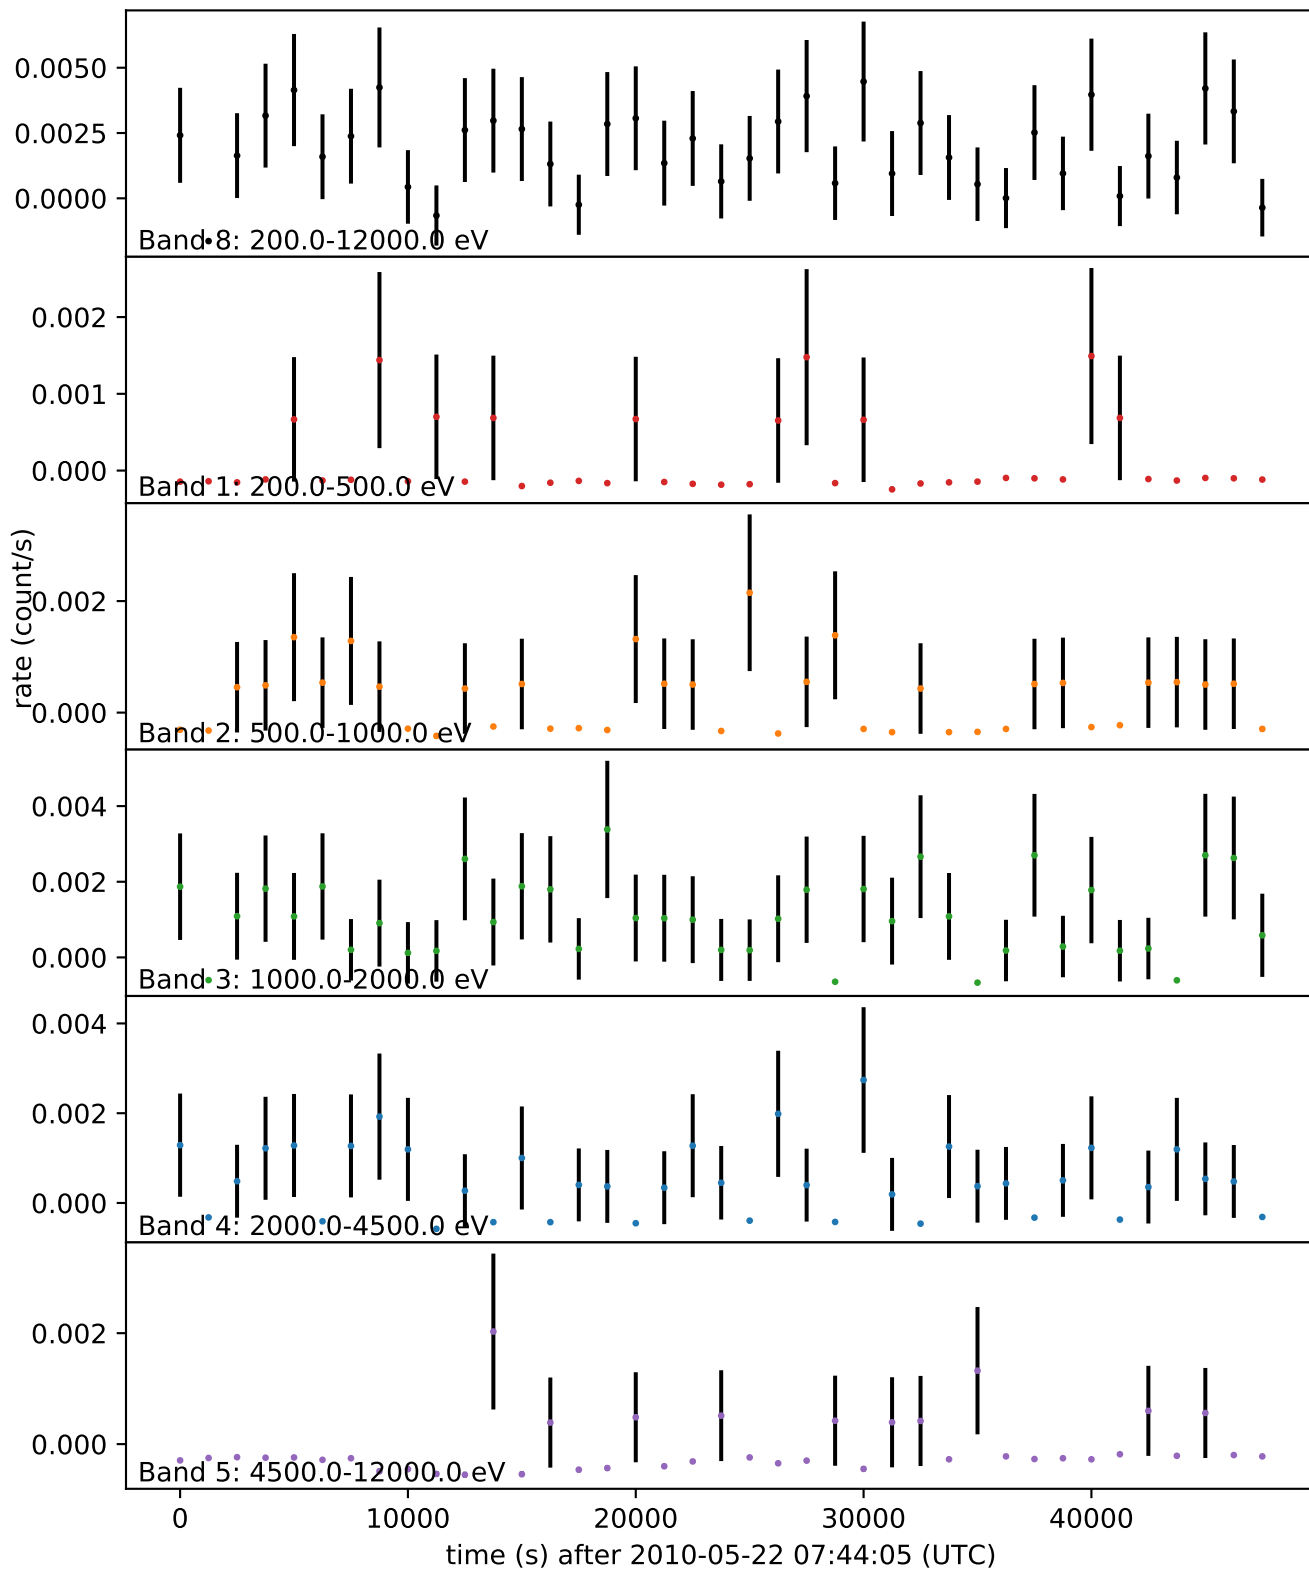 0.0050
0.0025
0.0000
Band 8: 200.0-12000.0 eV
0.002
0.001
0.000
Band 1: 200.0-500.0 eV
rate (count/s)
0.002
0.000
Band 2: 500.0-1000.0 eV
0.004
0.002
0.000
Band 3: 1000.0-2000.0 eV
0.004
0.002
0.000
Band 4: 2000.0-4500.0 eV
0.002
0.000
Band 5: 4500.0-12000.0 eV
0 10000 20000 30000 40000
time (s) after 2010-05-22 07:44:05 (UTC)